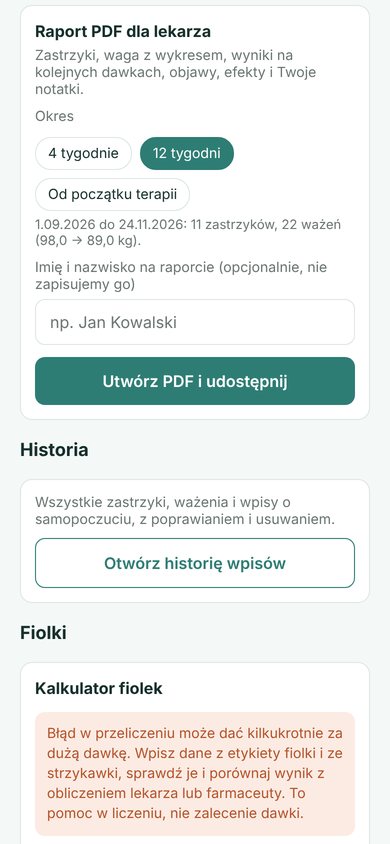 Raport PDF dla lekarza
Zastrzyki, waga z wykresem, wyniki na
kolejnych dawkach, objawy, efekty i Twoje
notatki.
Okres
4 tygodnie
12 tygodni
Od początku terapii
1.09.2026 do 24.11.2026: 11 zastrzyków, 22 ważeń
(98,0 → 89,0 kg).
Imię i nazwisko na raporcie (opcjonalnie, nie
zapisujemy go)
np. Jan Kowalski
Utwórz PDF i udostępnij
Historia
Wszystkie zastrzyki, ważenia i wpisy o
samopoczuciu, z poprawianiem i usuwaniem.
Otwórz historię wpisów
Fiolki
Kalkulator fiolek
Błąd w przeliczeniu może dać kilkukrotnie za
dużą dawkę. Wpisz dane z etykiety fiolki i ze
strzykawki, sprawdź je i porównaj wynik z
obliczeniem lekarza lub farmaceuty. To
pomoc w liczeniu, nie zalecenie dawki.